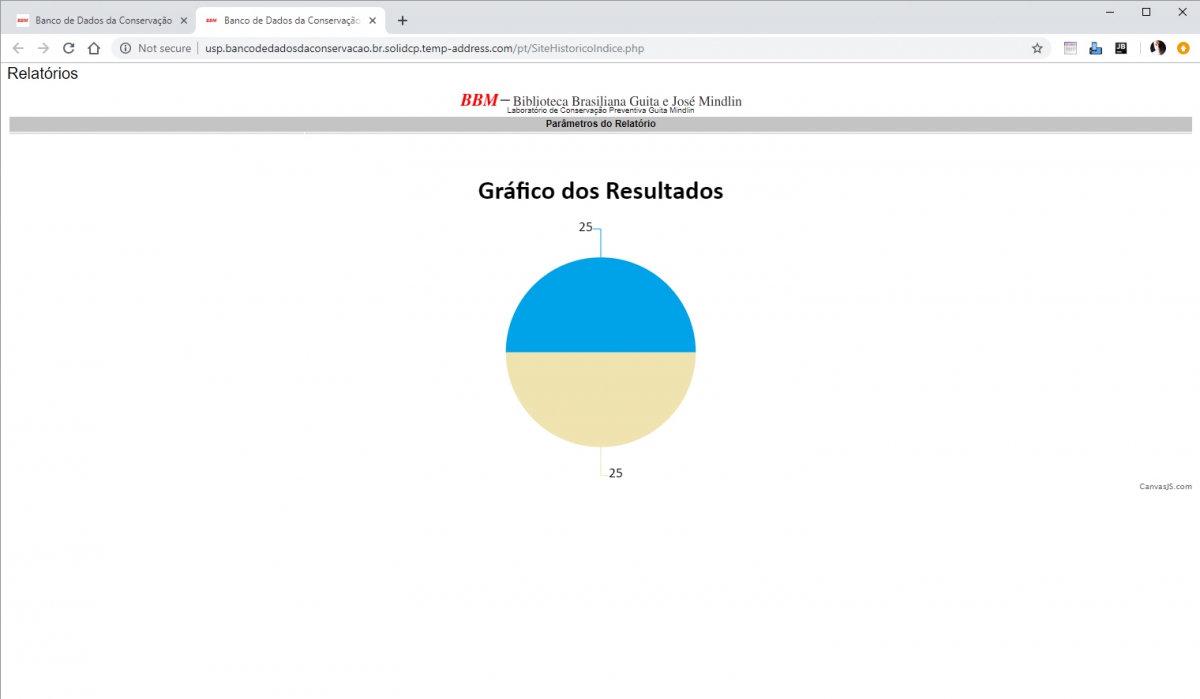 Banco de Dados da Conservação
Banco de Dados da Conservação
Not secure
usp.bancodedadosdaconservacao.br.solidcp.temp-address.com/pt/SiteHistoricoIndice.php
Relatórios
BBM – Biblioteca Brasiliana Guita e José Mindlin
Laboratório de Conservação Preventiva Guita Mindlin
Parâmetros do Relatório
Gráfico dos Resultados
25
25
CanvasJS.com